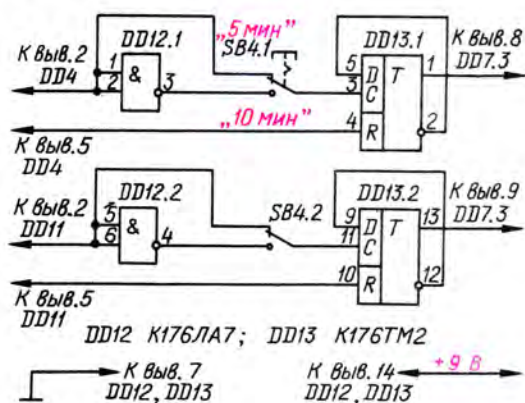 „5 мин"
DD12.1
SB4.1
DD13.1
К выв.8
DD7.3
К выв.2
DD4
1
2
&
3
5
D
T
1
3
C
4
R
2
„10 мин"
К выв.5
DD4
DD12.2
SB4.2
DD13.2
К выв.9
DD7.3
К выв.2
DD11
5
6
&
4
9
D
T
13
11
C
10
R
12
К выв.5
DD11
DD12 К176ЛА7; DD13 К176ТМ2
К выв.7
DD12, DD13
К выв.14
DD12, DD13
+9 В